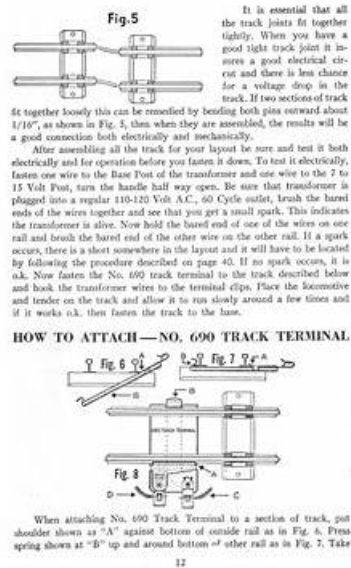 Fig.5
It is essential that all
the track joints fit together
tightly. When you have a
good tight track joint it in-
sures a good electrical cir-
cut and there is less chance
for a voltage drop in the
track. If two sections of track
fit together loosely this can be remedied by bending both pins outward about
1/16", as shown in Fig. 5, then when they are assembled, the results will be
a good connection both electrically and mechanically.
After assembling all the track for your layout be sure and test it both
electrically and for operation before you fasten it down. To test it electrically,
fasten one wire to the Base Post of the transformer and one wire to the 7 to
15 Volt Post, turn the handle half way open. Be sure that transformer is
plugged into a regular 110-120 Volt A.C., 60 Cycle outlet, brush the bared
ends of the wires together and see that you get a small spark. This indicates
the transformer is alive. Now hold the bared end of one of the wires on one
rail and brush the bared end of the other wire on the other rail. If a spark
occurs, there is a short somewhere in the layout and it will have to be located
by following the procedure described on page 40. If no spark occurs, it is
o.k. Now fasten the No. 690 track terminal to the track described below
and hook the transformer wires to the terminal clips. Place the locomotive
and tender on the track and allow it to run slowly around a few times and
if it works o.k. then fasten the track to the base.
HOW TO ATTACH—NO. 690 TRACK TERMINAL
Fig. 6 A B
Fig. 7 B A
B
TRACK TERMINAL
Fig. 8 A
D C
When attaching No. 690 Track Terminal to a section of track, put
shoulder shown as "A" against bottom of outside rail as in Fig. 6. Press
spring shown at "B" up and around bottom of other rail as in Fig. 7. Take
12